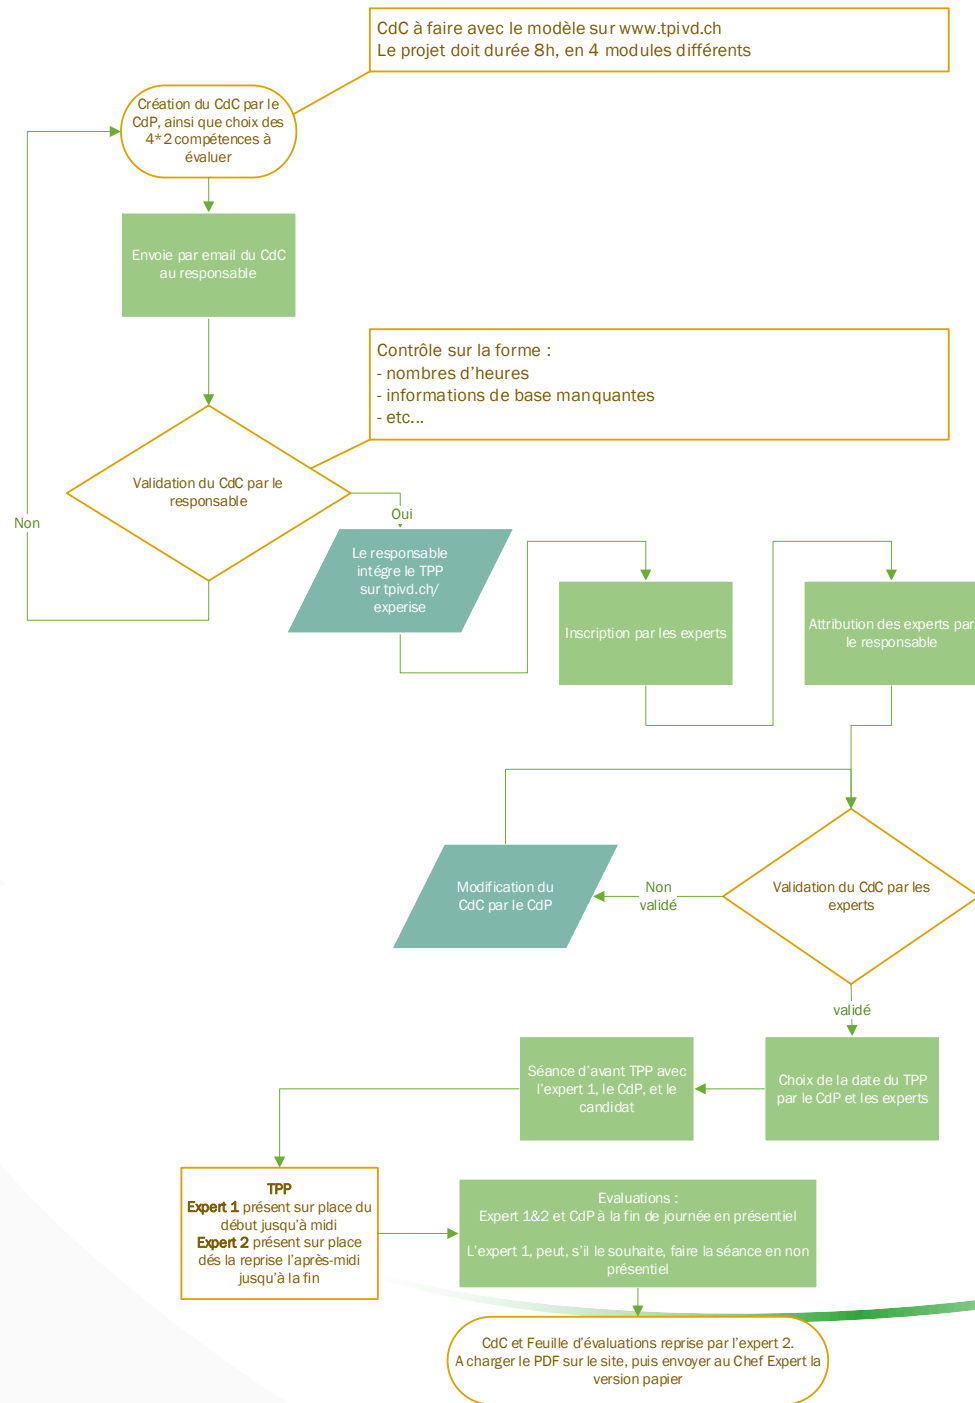 CdC à faire avec le modèle sur www.tpivd.ch
Le projet doit durée 8h, en 4 modules différents
Création du CdC par le
CdP, ainsi que choix des
4*2 compétences à
évaluer
Envoie par email du CdC
au responsable
Contrôle sur la forme :
- nombres d'heures
- informations de base manquantes
- etc...
Validation du CdC par le
responsable
Non
Oui
Le responsable
intégre le TPP
sur tpivd.ch/
experise
Inscription par les experts
Attribution des experts par
le responsable
Modification du
CdC par le CdP
Non
validé
Validation du CdC par les
experts
validé
Séance d'avant TPP avec
l'expert 1, le CdP, et le
candidat
Choix de la date du TPP
par le CdP et les experts
TPP
Expert 1 présent sur place du
début jusqu'à midi
Expert 2 présent sur place
dés la reprise l'après-midi
jusqu'à la fin
Evaluations :
Expert 1&2 et CdP à la fin de journée en présentiel
L'expert 1, peut, s'il le souhaite, faire la séance en non
présentiel
CdC et Feuille d'évaluations reprise par l'expert 2.
A charger le PDF sur le site, puis envoyer au Chef Expert la
version papier